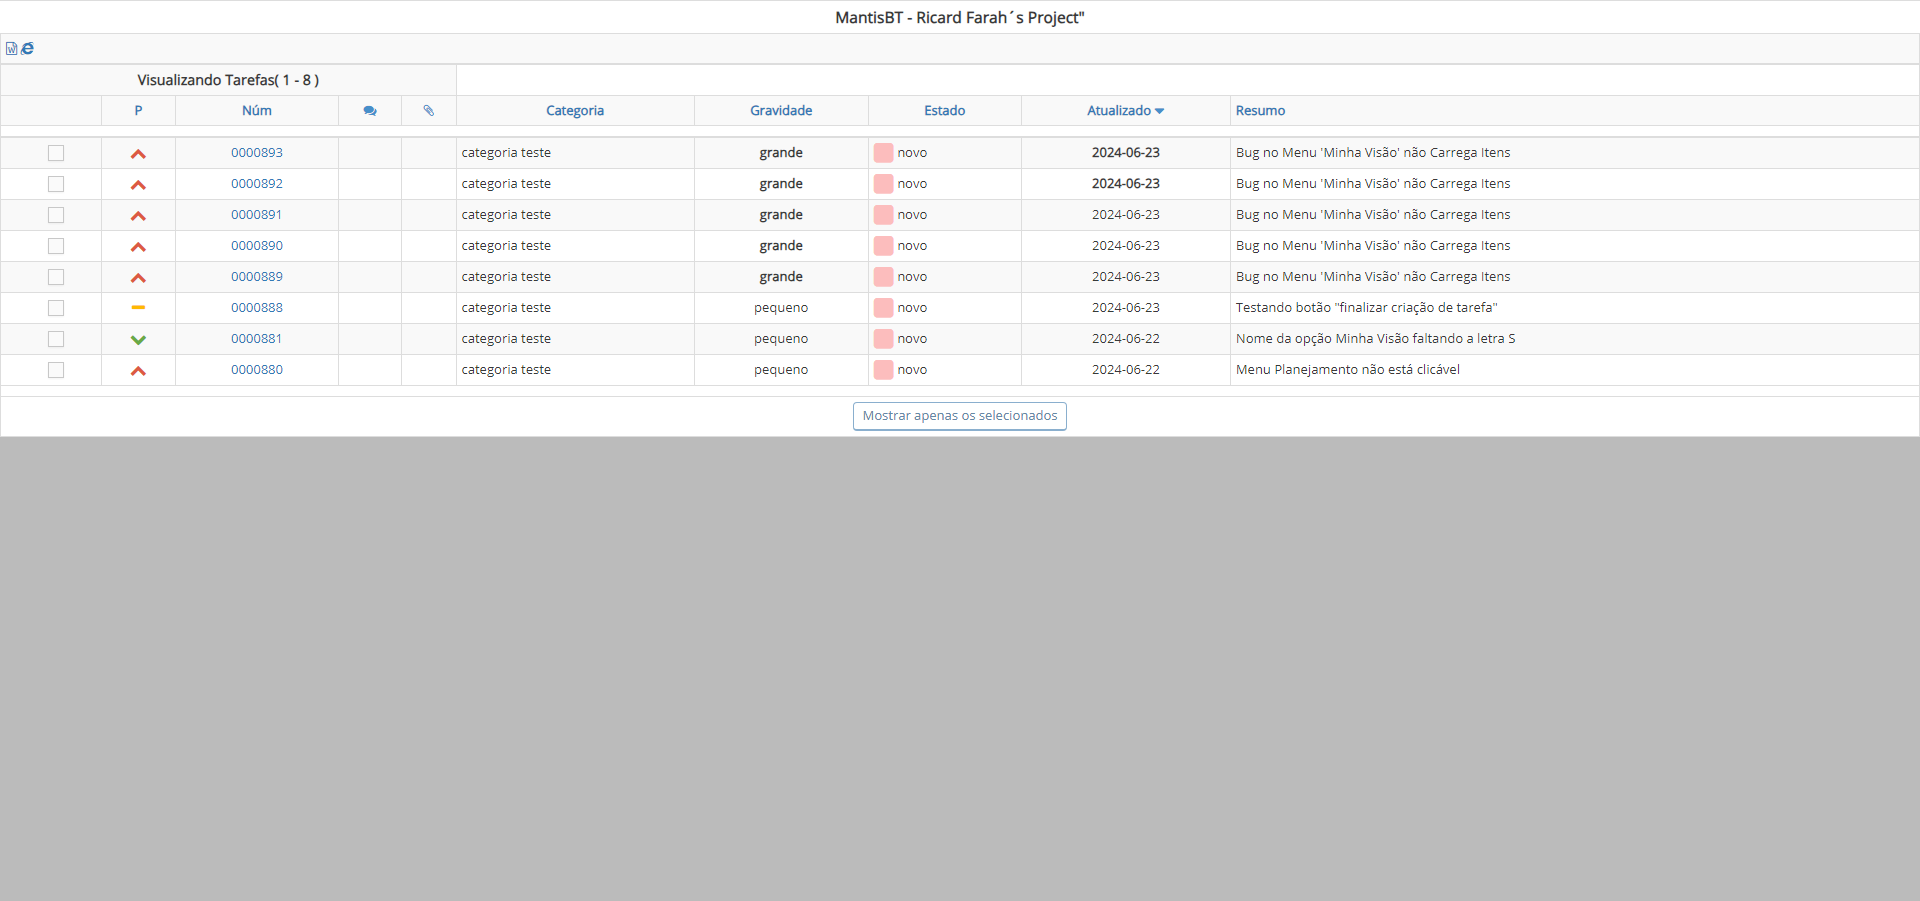 MantisBT - Ricard Farah´s Project"
Visualizando Tarefas( 1 - 8 )
P Núm Categoria Gravidade Estado Atualizado Resumo
0000893 categoria teste grande novo 2024-06-23 Bug no Menu 'Minha Visão' não Carrega Itens
0000892 categoria teste grande novo 2024-06-23 Bug no Menu 'Minha Visão' não Carrega Itens
0000891 categoria teste grande novo 2024-06-23 Bug no Menu 'Minha Visão' não Carrega Itens
0000890 categoria teste grande novo 2024-06-23 Bug no Menu 'Minha Visão' não Carrega Itens
0000889 categoria teste grande novo 2024-06-23 Bug no Menu 'Minha Visão' não Carrega Itens
0000888 categoria teste pequeno novo 2024-06-23 Testando botão "finalizar criação de tarefa"
0000881 categoria teste pequeno novo 2024-06-22 Nome da opção Minha Visão faltando a letra S
0000880 categoria teste pequeno novo 2024-06-22 Menu Planejamento não está clicável
Mostrar apenas os selecionados